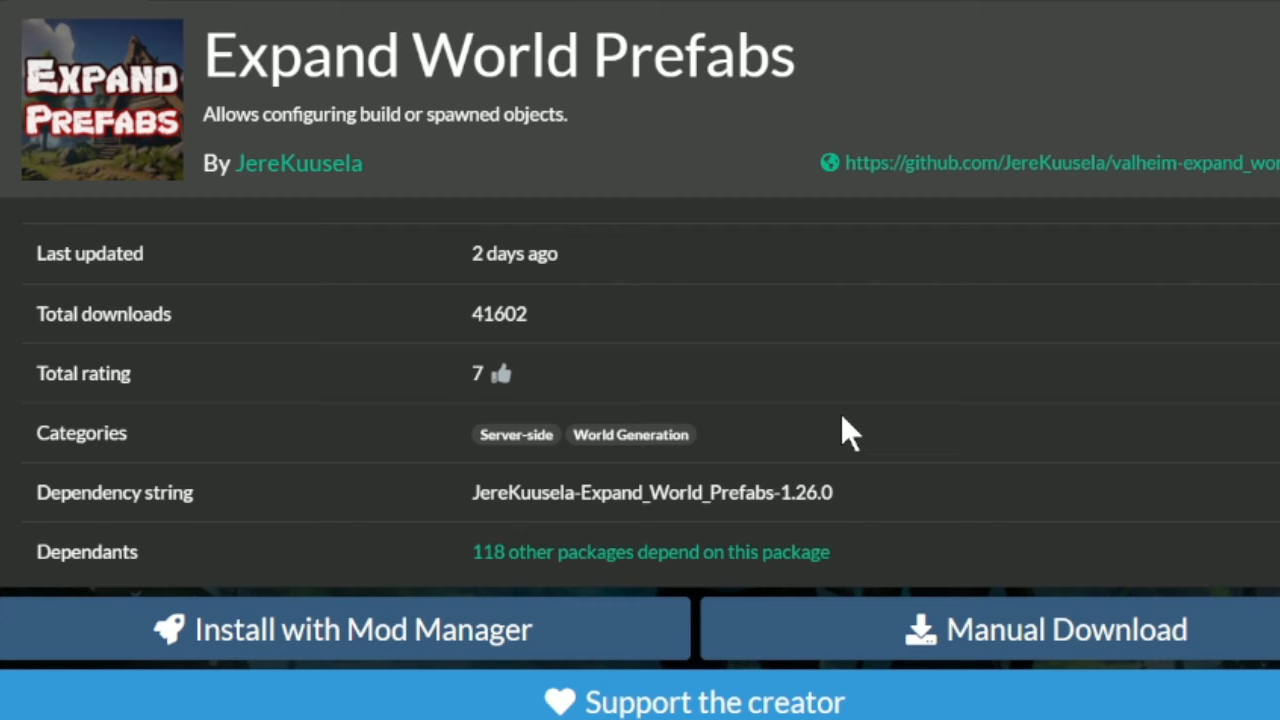 EXPAND
PREFABS
Expand World Prefabs
Allows configuring build or spawned objects.
By JereKuusela
https://github.com/JereKuusela/valheim-expand_wor
Last updated 2 days ago
Total downloads 41602
Total rating 7
Categories Server-side World Generation
Dependency string JereKuusela-Expand_World_Prefabs-1.26.0
Dependants 118 other packages depend on this package
Install with Mod Manager Manual Download
Support the creator